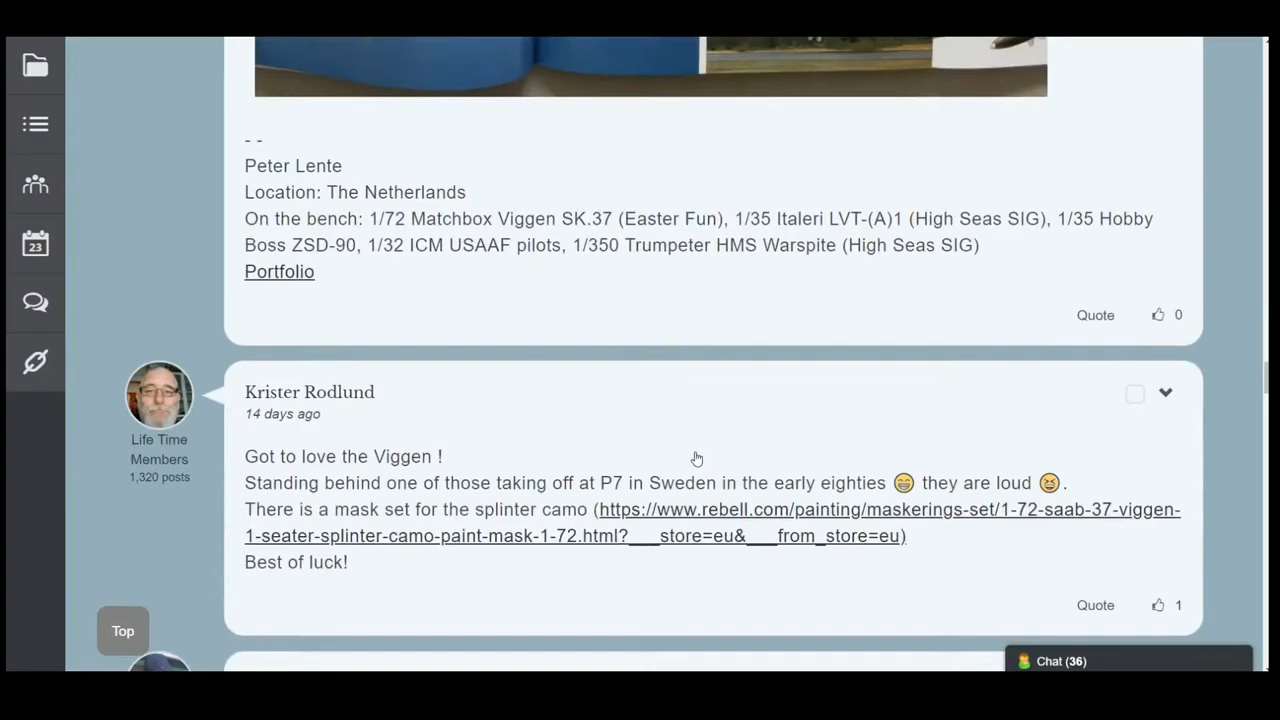 - -
Peter Lente
Location: The Netherlands
On the bench: 1/72 Matchbox Viggen SK.37 (Easter Fun), 1/35 Italeri LVT-(A)1 (High Seas SIG), 1/35 Hobby
Boss ZSD-90, 1/32 ICM USAAF pilots, 1/350 Trumpeter HMS Warspite (High Seas SIG)
Portfolio
Quote 0
23
Krister Rodlund
14 days ago
Life Time
Members
1,320 posts
Got to love the Viggen !
Standing behind one of those taking off at P7 in Sweden in the early eighties 😁 they are loud 😆.
There is a mask set for the splinter camo (https://www.rebell.com/painting/maskerings-set/1-72-saab-37-viggen-
1-seater-splinter-camo-paint-mask-1-72.html?___store=eu&___from_store=eu)
Best of luck!
Quote 1
Top
Chat (36)